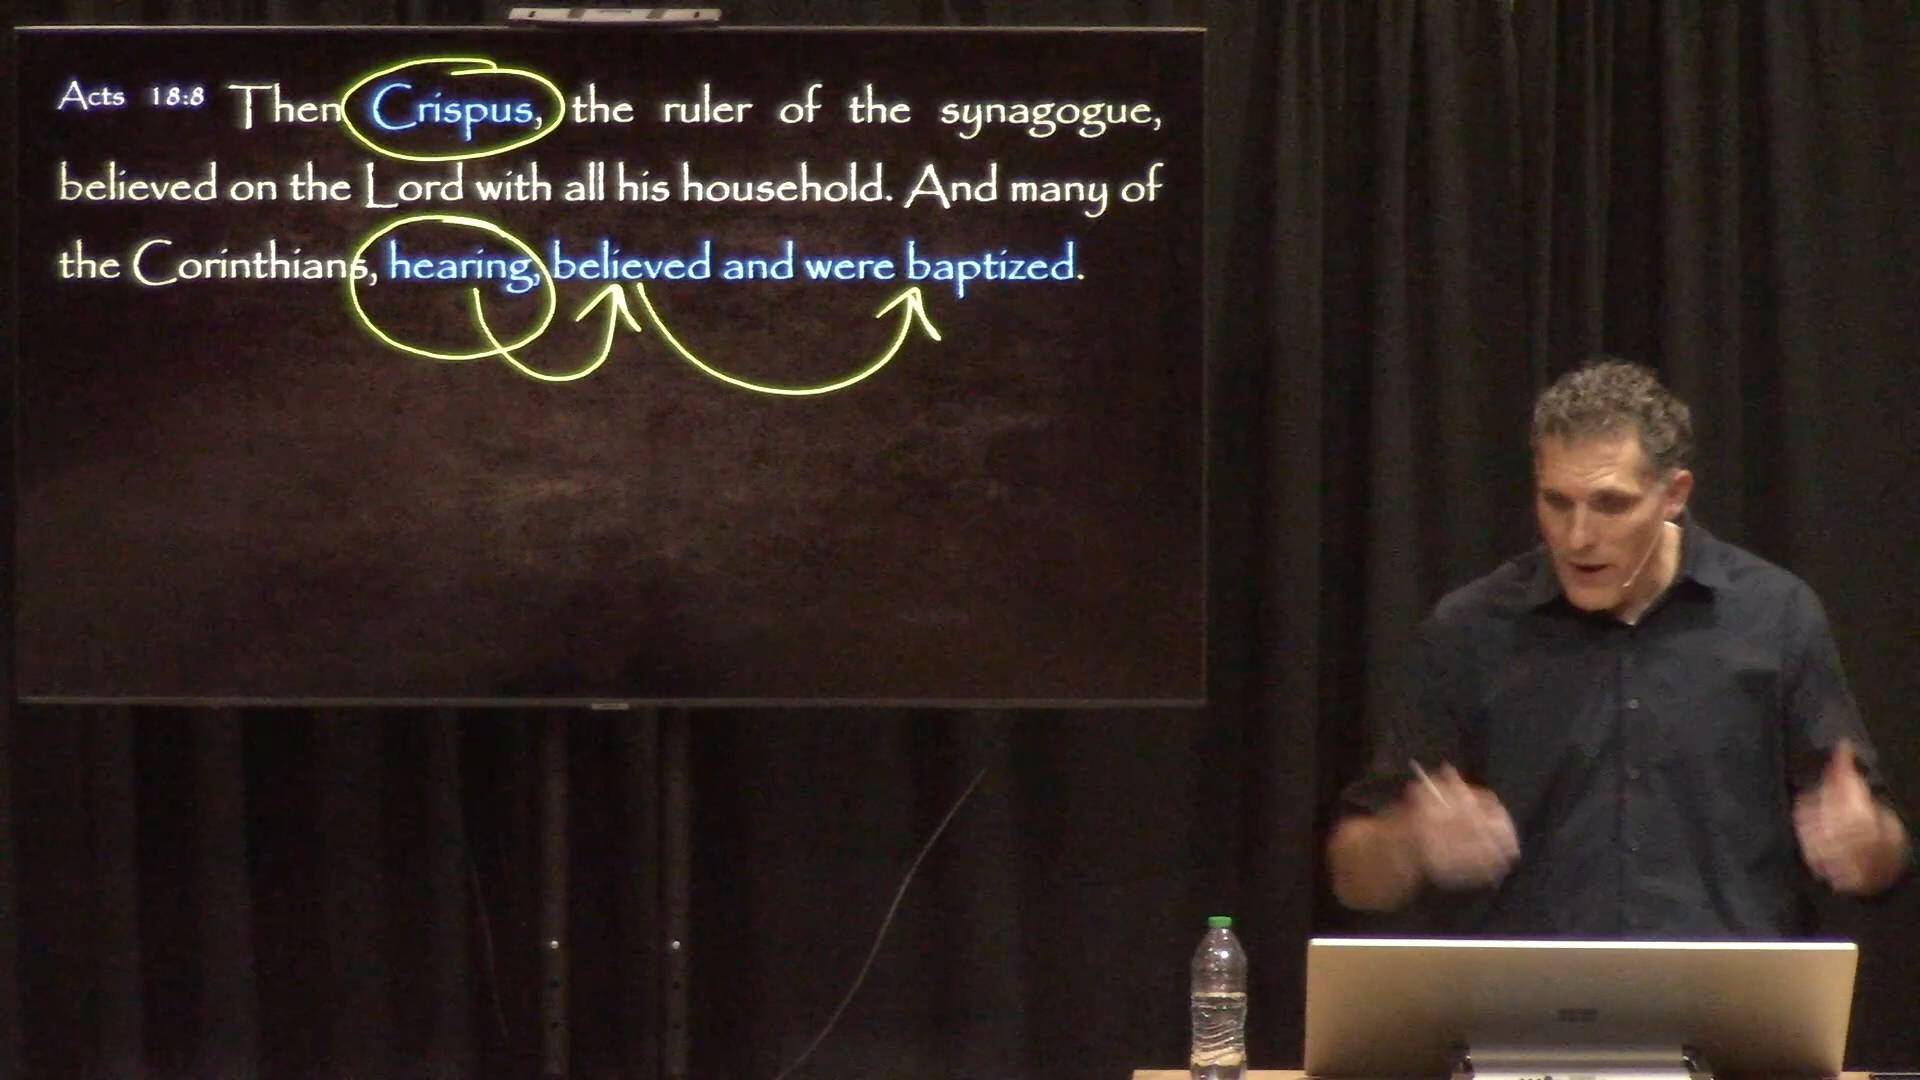 Acts 18:8 Then Crispus, the ruler of the synagogue,
believed on the Lord with all his household. And many of
the Corinthians, hearing, believed and were baptized.